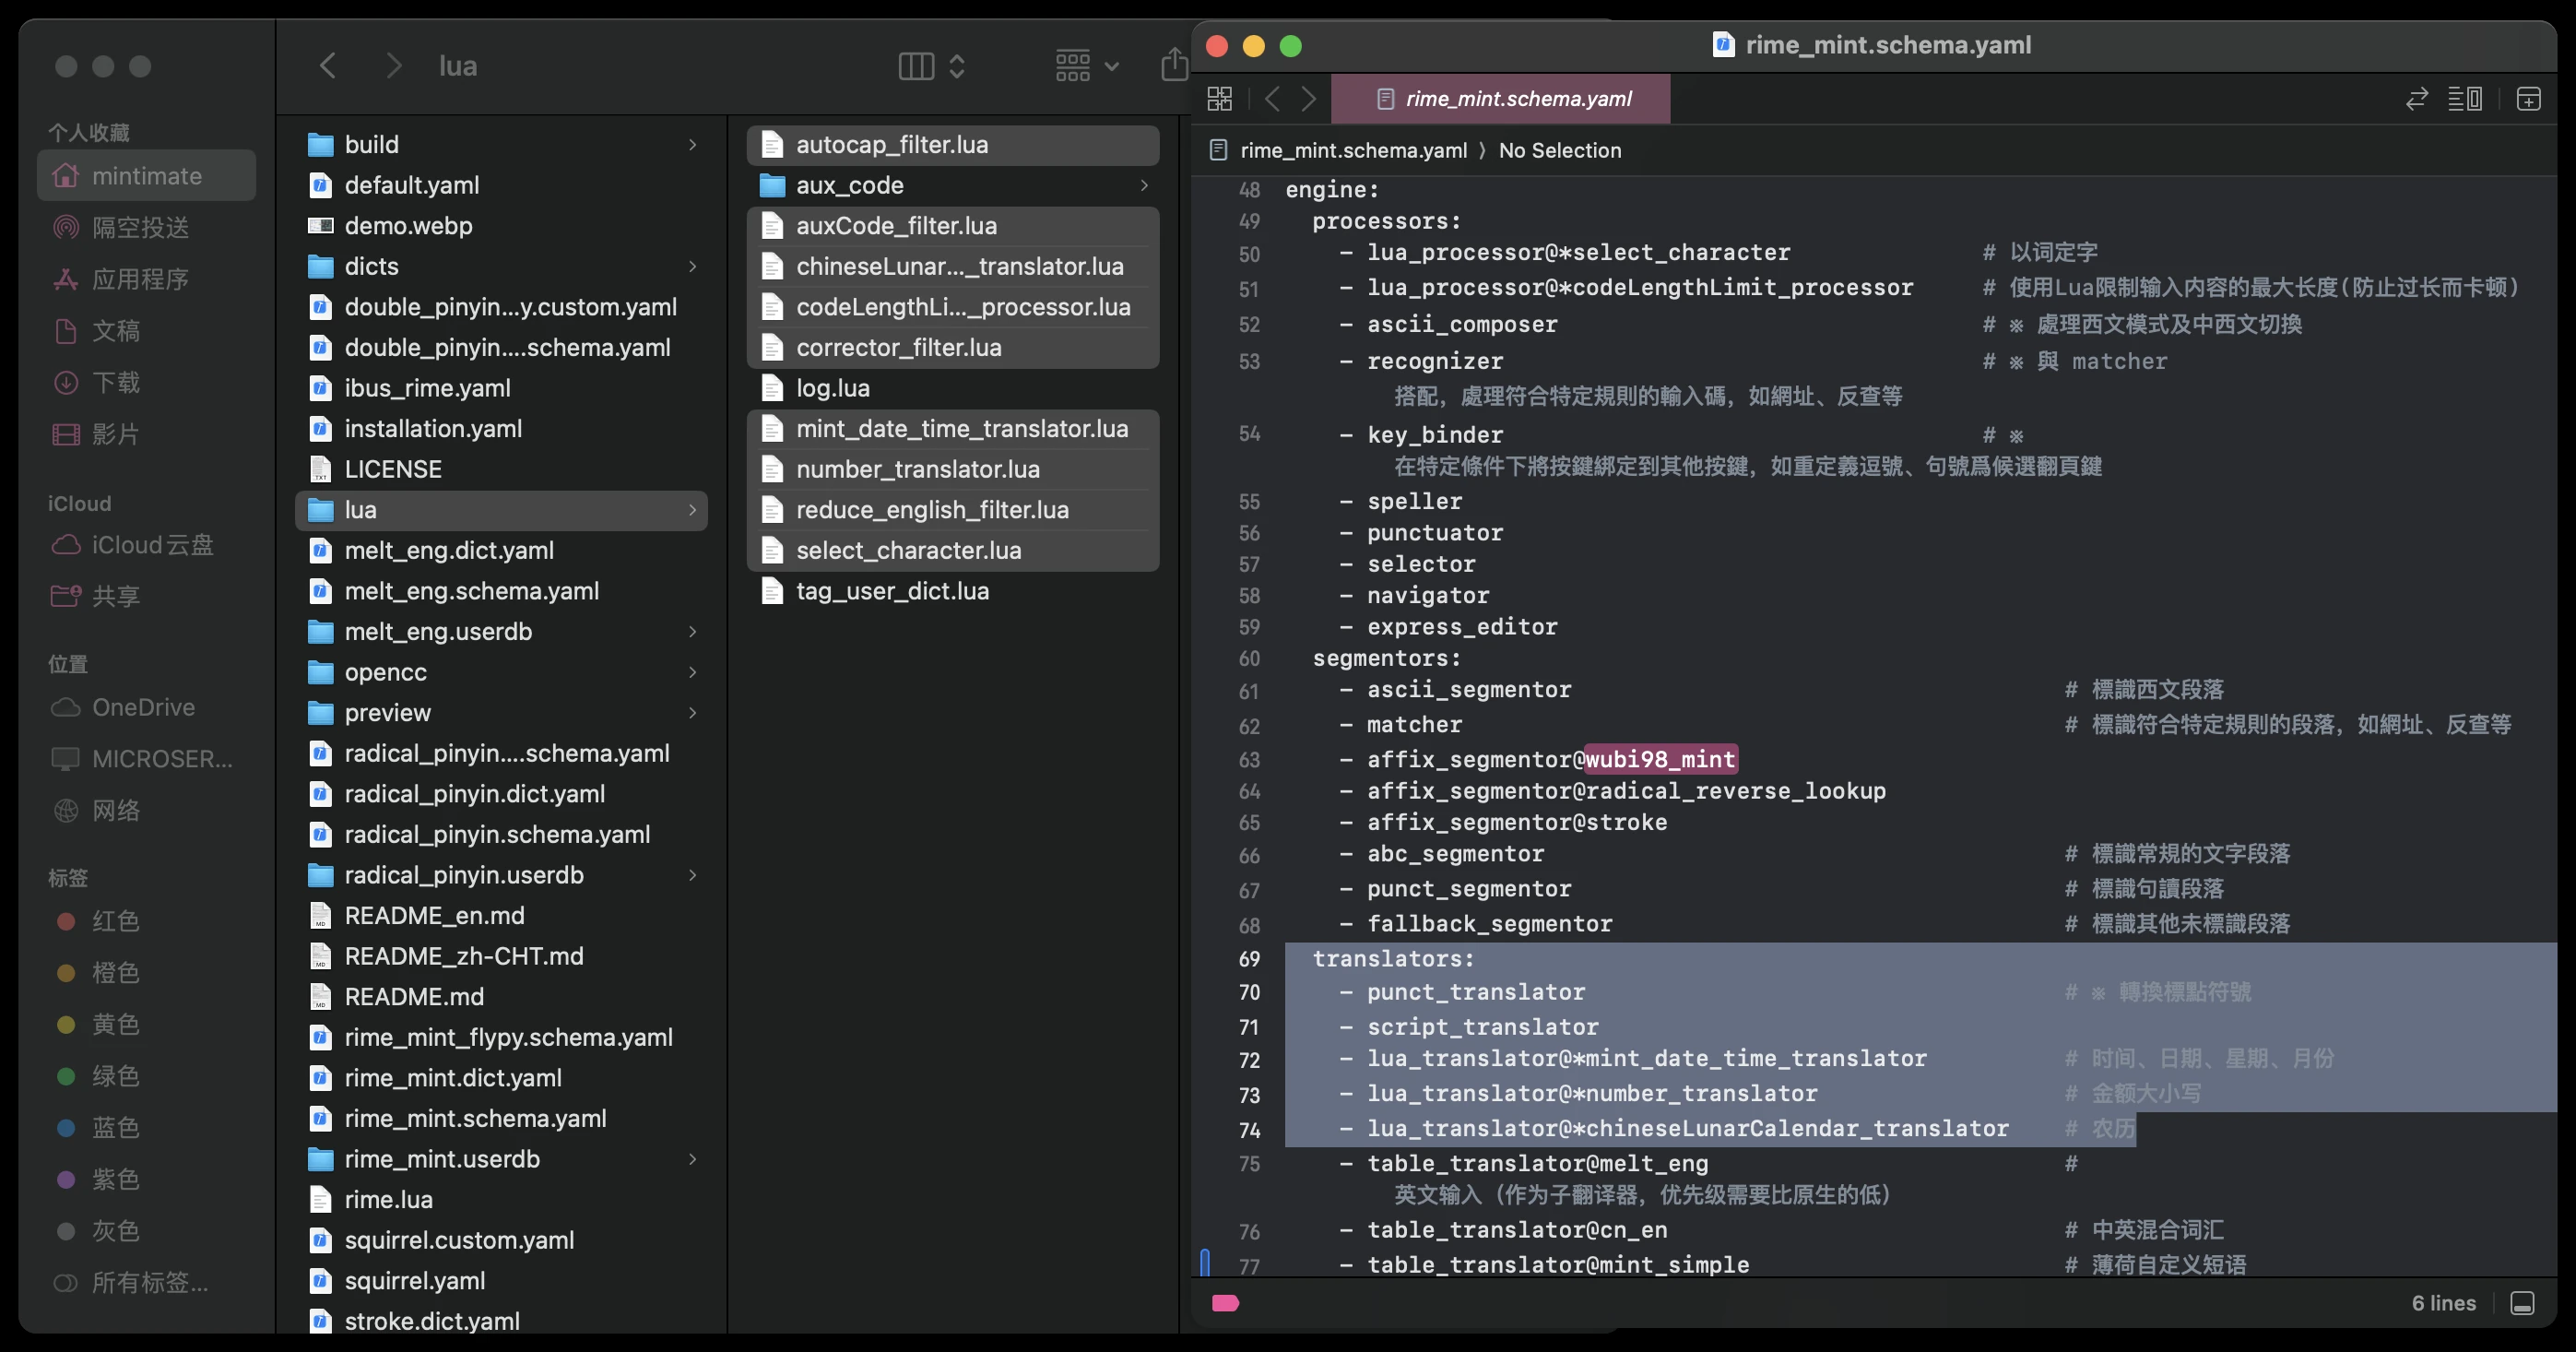 个人收藏
mintimate
隔空投送
应用程序
文稿
下载
影片
iCloud
iCloud云盘
共享
位置
OneDrive
MICROSER...
网络
标签
红色
橙色
黄色
绿色
蓝色
紫色
灰色
所有标签...
lua
build
default.yaml
demo.webp
dicts
double_pinyin...y.custom.yaml
double_pinyin....schema.yaml
ibus_rime.yaml
installation.yaml
LICENSE
lua
melt_eng.dict.yaml
melt_eng.schema.yaml
melt_eng.userdb
opencc
preview
radical_pinyin....schema.yaml
radical_pinyin.dict.yaml
radical_pinyin.schema.yaml
radical_pinyin.userdb
README_en.md
README_zh-CHT.md
README.md
rime_mint_flypy.schema.yaml
rime_mint.dict.yaml
rime_mint.schema.yaml
rime_mint.userdb
rime.lua
squirrel.custom.yaml
squirrel.yaml
stroke.dict.yaml
autocap_filter.lua
aux_code
auxCode_filter.lua
chineseLunar..._translator.lua
codeLengthLi..._processor.lua
corrector_filter.lua
log.lua
mint_date_time_translator.lua
number_translator.lua
reduce_english_filter.lua
select_character.lua
tag_user_dict.lua
rime_mint.schema.yaml
rime_mint.schema.yaml
rime_mint.schema.yaml 〉 No Selection
48 engine:
49 processors:
50 - lua_processor@*select_character # 以词定字
51 - lua_processor@*codeLengthLimit_processor # 使用Lua限制输入内容的最大长度(防止过长而卡顿)
52 - ascii_composer # ※ 處理西文模式及中西文切換
53 - recognizer # ※ 與 matcher
搭配，處理符合特定規則的輸入碼，如網址、反查等
54 - key_binder # ※
在特定條件下將按鍵綁定到其他按鍵，如重定義逗號、句號爲候選翻頁鍵
55 - speller
56 - punctuator
57 - selector
58 - navigator
59 - express_editor
60 segmentors:
61 - ascii_segmentor # 標識西文段落
62 - matcher # 標識符合特定規則的段落，如網址、反查等
63 - affix_segmentor@wubi98_mint
64 - affix_segmentor@radical_reverse_lookup
65 - affix_segmentor@stroke
66 - abc_segmentor # 標識常規的文字段落
67 - punct_segmentor # 標識句讀段落
68 - fallback_segmentor # 標識其他未標識段落
69 translators:
70 - punct_translator # ※ 轉換標點符號
71 - script_translator
72 - lua_translator@*mint_date_time_translator # 时间、日期、星期、月份
73 - lua_translator@*number_translator # 金额大小写
74 - lua_translator@*chineseLunarCalendar_translator # 农历
75 - table_translator@melt_eng #
英文输入（作为子翻译器，优先级需要比原生的低）
76 - table_translator@cn_en # 中英混合词汇
77 - table_translator@mint_simple # 薄荷自定义短语
6 lines